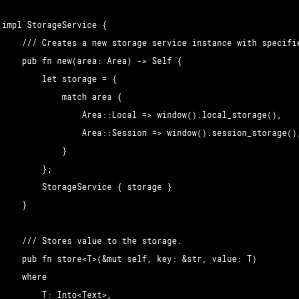 impl StorageService {
    /// Creates a new storage service instance with specifie
    pub fn new(area: Area) -> Self {
        let storage = {
            match area {
                Area::Local => window().local_storage(),
                Area::Session => window().session_storage(),
            }
        };
        StorageService { storage }
    }

    /// Stores value to the storage.
    pub fn store<T>(&mut self, key: &str, value: T)
    where
        T: Into<Text>,